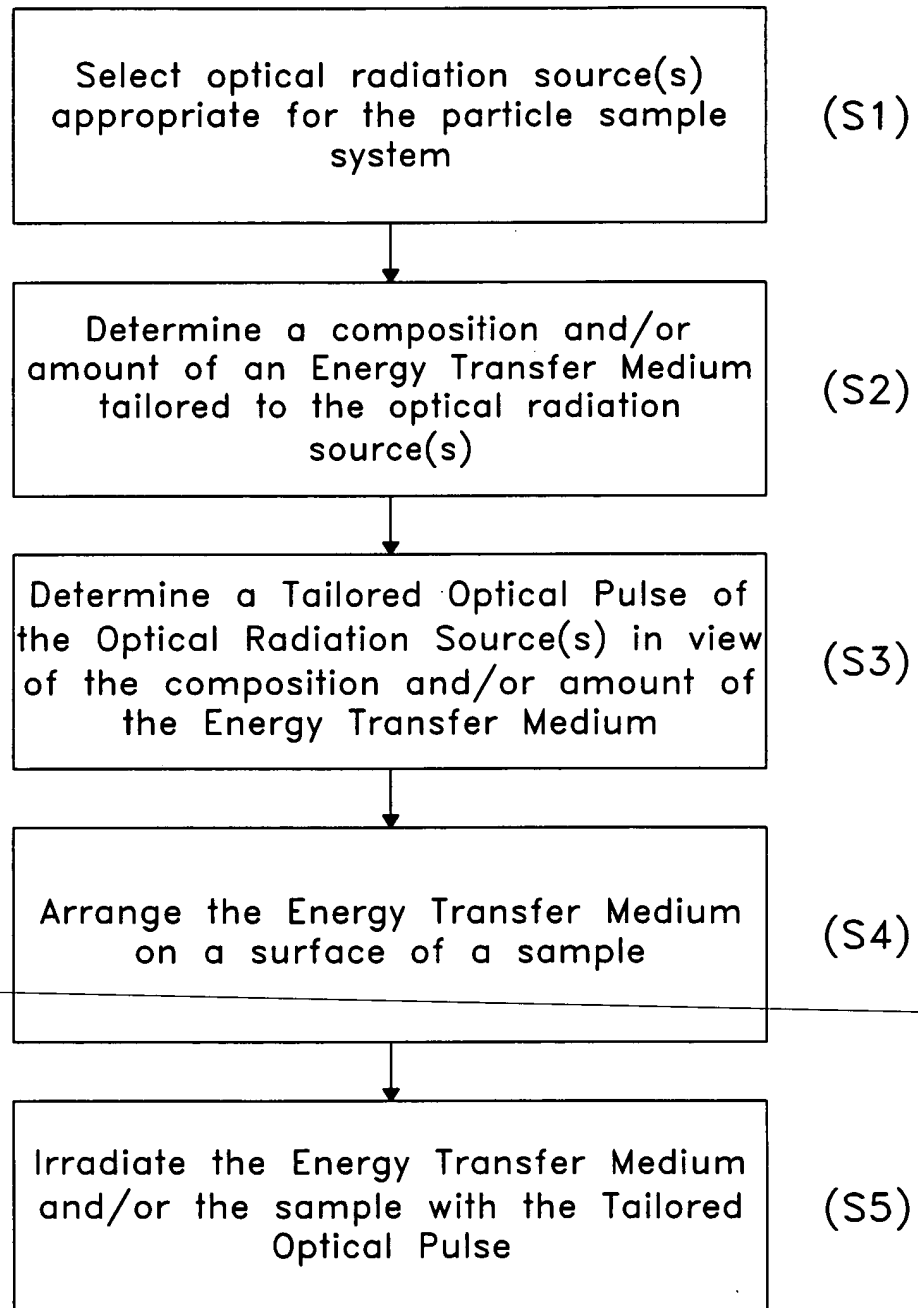 Select optical radiation source(s)
appropriate for the particle sample
system
(S1)
Determine a composition and/or
amount of an Energy Transfer Medium
tailored to the optical radiation
source(s)
(S2)
Determine a Tailored Optical Pulse of
the Optical Radiation Source(s) in view
of the composition and/or amount of
the Energy Transfer Medium
(S3)
Arrange the Energy Transfer Medium
on a surface of a sample
(S4)
Irradiate the Energy Transfer Medium
and/or the sample with the Tailored
Optical Pulse
(S5)